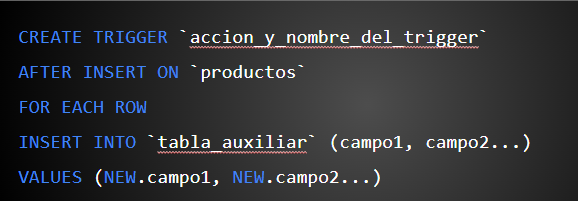 CREATE TRIGGER `accion_y_nombre_del_trigger`
AFTER INSERT ON `productos`
FOR EACH ROW
INSERT INTO `tabla_auxiliar` (campo1, campo2...)
VALUES (NEW.campo1, NEW.campo2...)